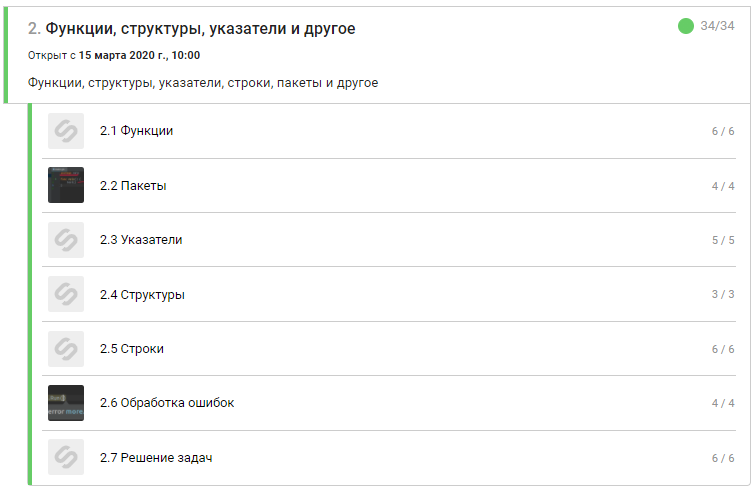 2. Функции, структуры, указатели и другое 34/34
Открыт с 15 марта 2020 г., 10:00
Функции, структуры, указатели, строки, пакеты и другое
2.1 Функции 6 / 6
2.2 Пакеты 4 / 4
2.3 Указатели 5 / 5
2.4 Структуры 3 / 3
2.5 Строки 6 / 6
2.6 Обработка ошибок 4 / 4
error more
2.7 Решение задач 6 / 6